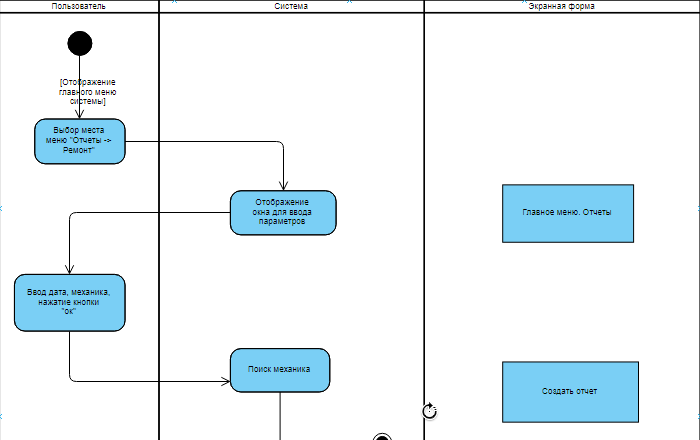 Пользователь
Система
Экранная форма
[Отображение
главного меню
системы]
Выбор места
меню "Отчеты ->
Ремонт"
Отображение
окна для ввода
параметров
Главное меню. Отчеты
Ввод дата, механика,
нажатие кнопки
"ок"
Поиск механика
Создать отчет